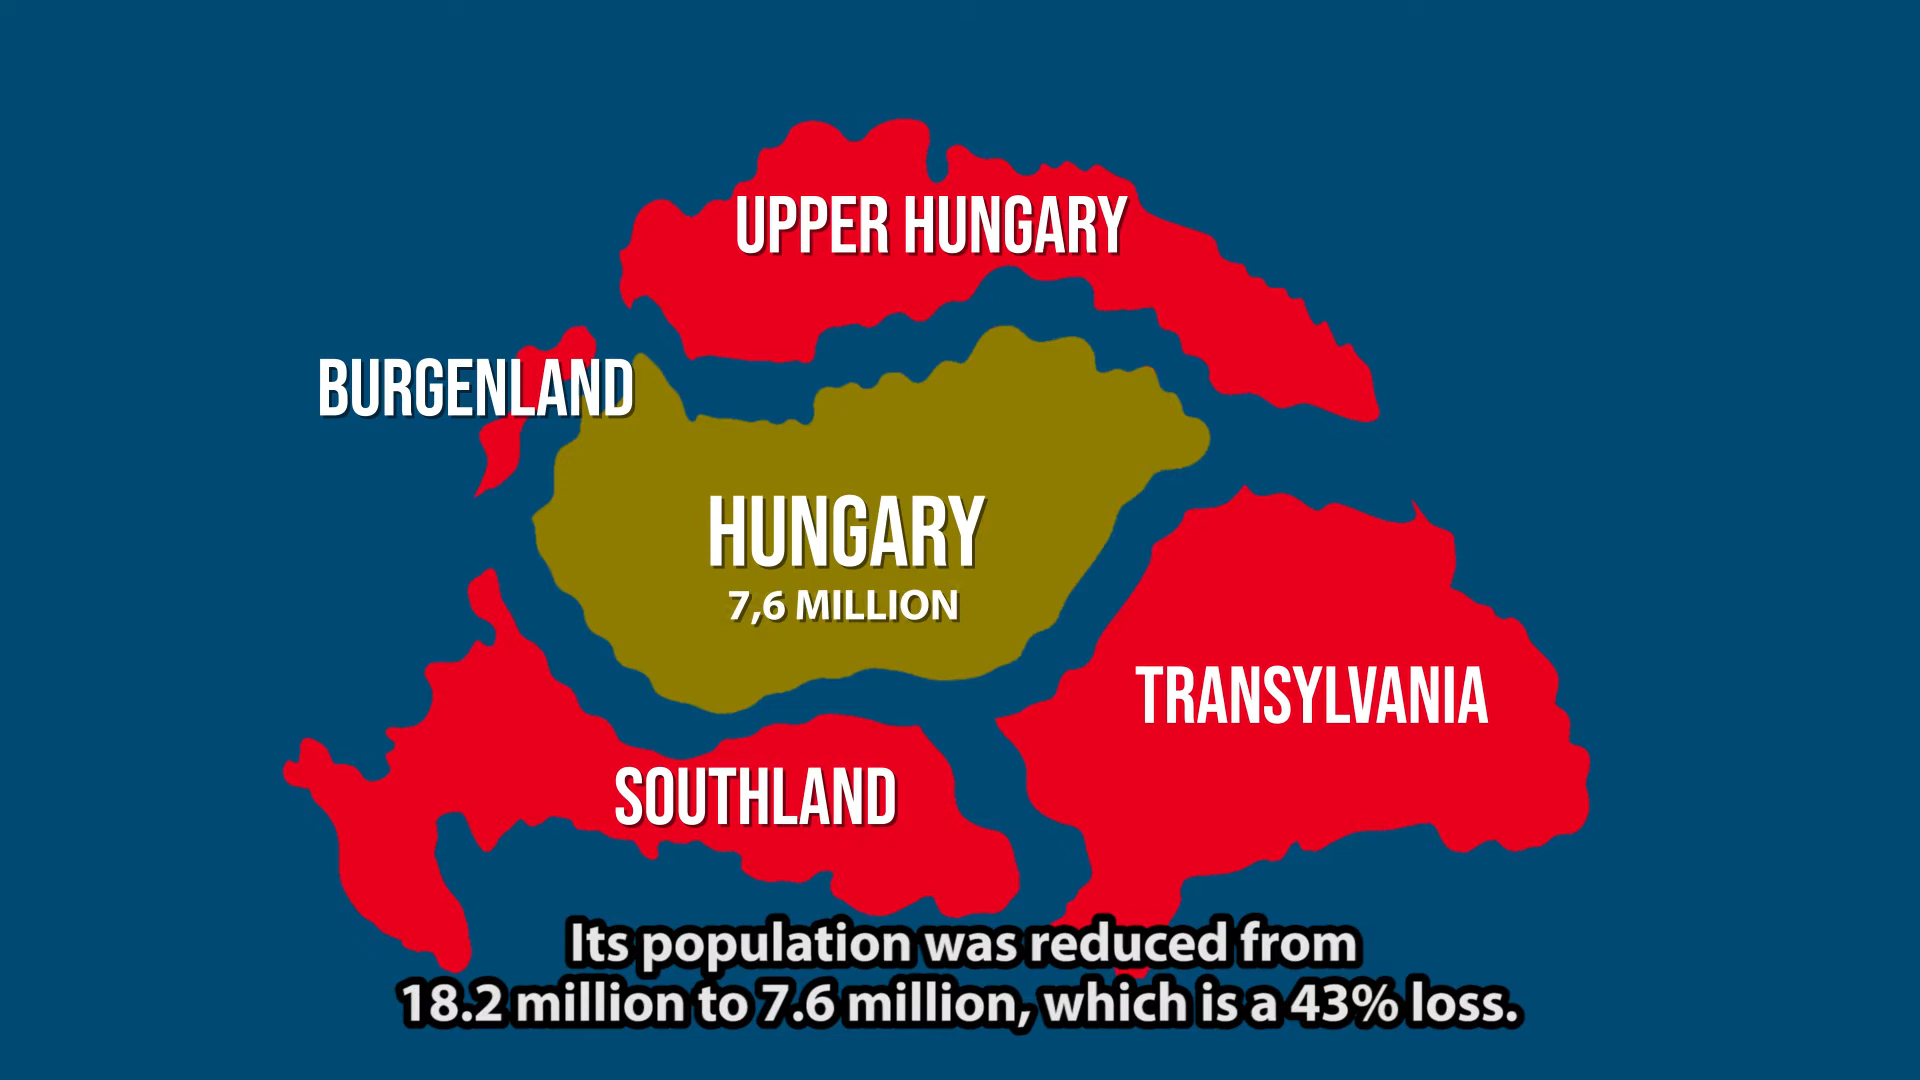 UPPER HUNGARY
BURGENLAND
HUNGARY
7,6 MILLION
TRANSYLVANIA
SOUTHLAND
Its population was reduced from
18.2 million to 7.6 million, which is a 43% loss.